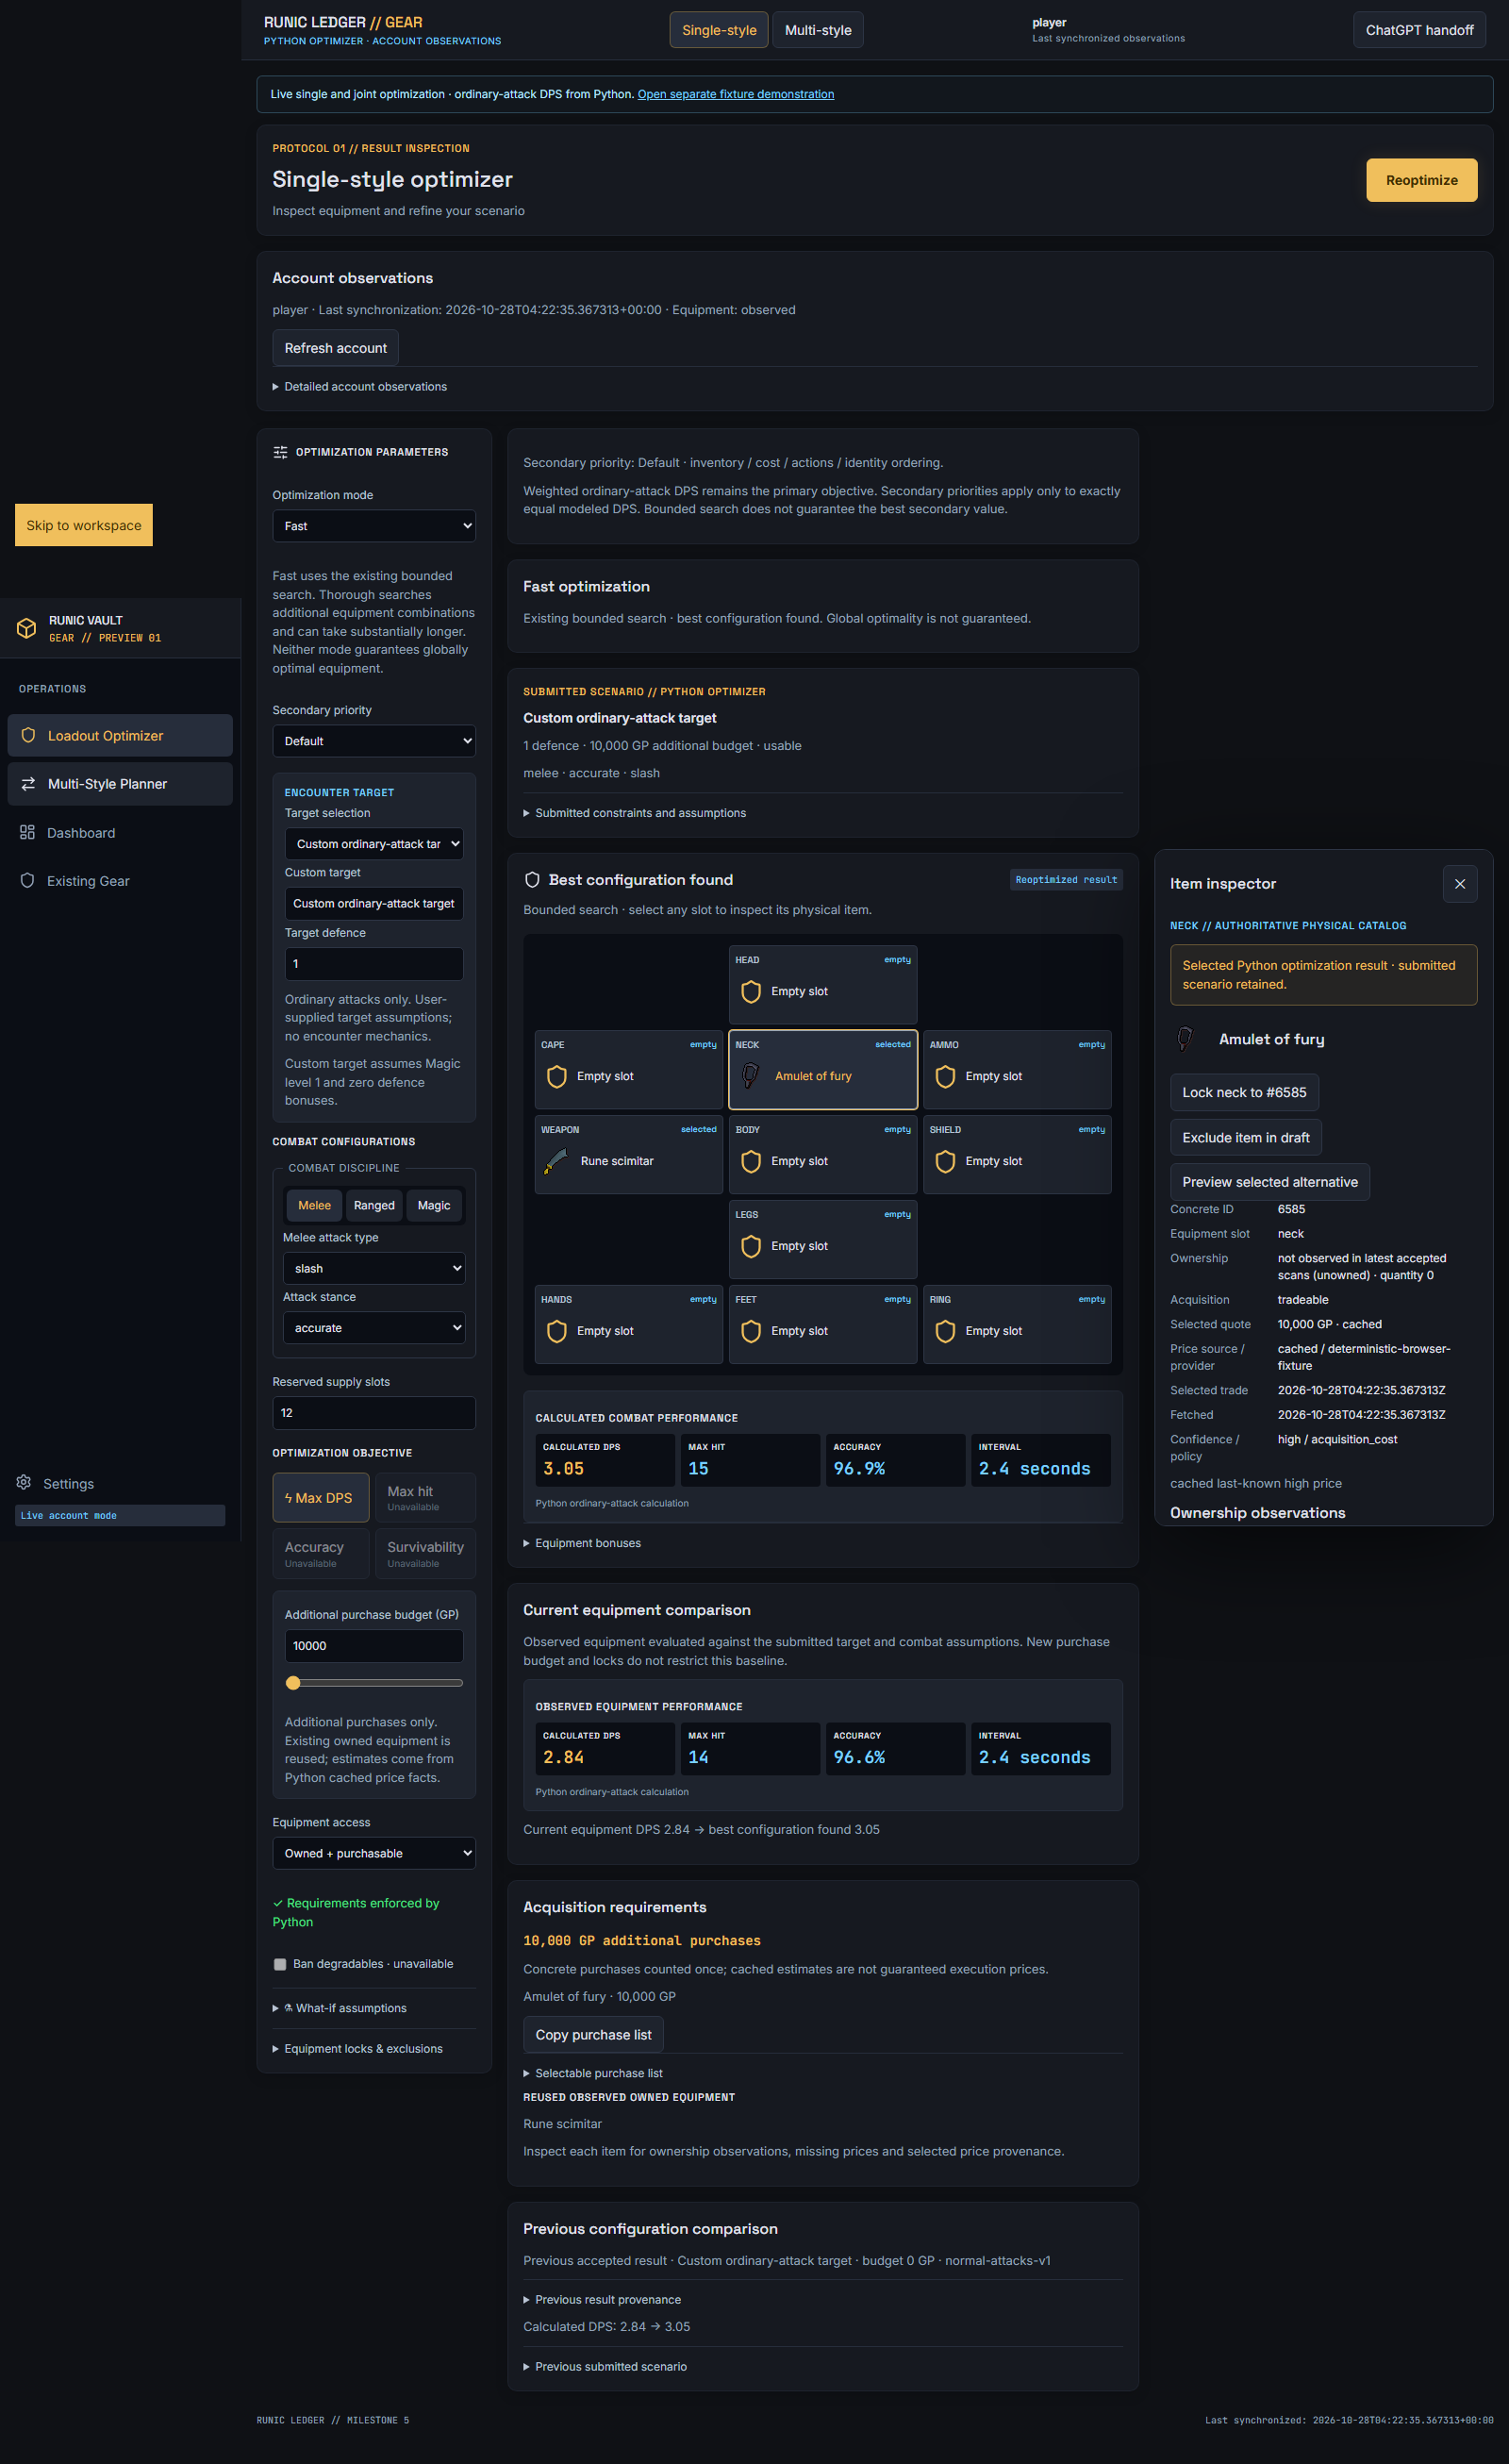 RUNIC LEDGER // GEAR
PYTHON OPTIMIZER · ACCOUNT OBSERVATIONS
Single-style
Multi-style
player
Last synchronized observations
ChatGPT handoff
Live single and joint optimization · ordinary-attack DPS from Python. Open separate fixture demonstration
PROTOCOL 01 // RESULT INSPECTION
Single-style optimizer
Inspect equipment and refine your scenario
Reoptimize
Account observations
player · Last synchronization: 2026-10-28T04:22:35.367313+00:00 · Equipment: observed
Refresh account
Detailed account observations
Skip to workspace
RUNIC VAULT
GEAR // PREVIEW 01
OPERATIONS
Loadout Optimizer
Multi-Style Planner
Dashboard
Existing Gear
Settings
Live account mode
OPTIMIZATION PARAMETERS
Optimization mode
Fast
Fast uses the existing bounded
search. Thorough searches
additional equipment combinations
and can take substantially longer.
Neither mode guarantees globally
optimal equipment.
Secondary priority
Default
ENCOUNTER TARGET
Target selection
Custom ordinary-attack tar
Custom target
Custom ordinary-attack target
Target defence
1
Ordinary attacks only. User-
supplied target assumptions;
no encounter mechanics.
Custom target assumes Magic
level 1 and zero defence
bonuses.
COMBAT CONFIGURATIONS
COMBAT DISCIPLINE
Melee
Ranged
Magic
Melee attack type
slash
Attack stance
accurate
Reserved supply slots
12
OPTIMIZATION OBJECTIVE
ϟ Max DPS
Max hit
Unavailable
Accuracy
Unavailable
Survivability
Unavailable
Additional purchase budget (GP)
10000
Additional purchases only.
Existing owned equipment is
reused; estimates come from
Python cached price facts.
Equipment access
Owned + purchasable
✓ Requirements enforced by
Python
Ban degradables · unavailable
⚗ What-if assumptions
Equipment locks & exclusions
Secondary priority: Default · inventory / cost / actions / identity ordering.
Weighted ordinary-attack DPS remains the primary objective. Secondary priorities apply only to exactly
equal modeled DPS. Bounded search does not guarantee the best secondary value.
Fast optimization
Existing bounded search · best configuration found. Global optimality is not guaranteed.
SUBMITTED SCENARIO // PYTHON OPTIMIZER
Custom ordinary-attack target
1 defence · 10,000 GP additional budget · usable
melee · accurate · slash
Submitted constraints and assumptions
Best configuration found
Reoptimized result
Bounded search · select any slot to inspect its physical item.
HEAD
empty
Empty slot
CAPE
empty
Empty slot
NECK
selected
Amulet of fury
AMMO
empty
Empty slot
WEAPON
selected
Rune scimitar
BODY
empty
Empty slot
SHIELD
empty
Empty slot
LEGS
empty
Empty slot
HANDS
empty
Empty slot
FEET
empty
Empty slot
RING
empty
Empty slot
CALCULATED COMBAT PERFORMANCE
CALCULATED DPS
3.05
MAX HIT
15
ACCURACY
96.9%
INTERVAL
2.4 seconds
Python ordinary-attack calculation
Equipment bonuses
Current equipment comparison
Observed equipment evaluated against the submitted target and combat assumptions. New purchase
budget and locks do not restrict this baseline.
OBSERVED EQUIPMENT PERFORMANCE
CALCULATED DPS
2.84
MAX HIT
14
ACCURACY
96.6%
INTERVAL
2.4 seconds
Python ordinary-attack calculation
Current equipment DPS 2.84 → best configuration found 3.05
Acquisition requirements
10,000 GP additional purchases
Concrete purchases counted once; cached estimates are not guaranteed execution prices.
Amulet of fury · 10,000 GP
Copy purchase list
Selectable purchase list
REUSED OBSERVED OWNED EQUIPMENT
Rune scimitar
Inspect each item for ownership observations, missing prices and selected price provenance.
Previous configuration comparison
Previous accepted result · Custom ordinary-attack target · budget 0 GP · normal-attacks-v1
Previous result provenance
Calculated DPS: 2.84 → 3.05
Previous submitted scenario
Item inspector
NECK // AUTHORITATIVE PHYSICAL CATALOG
Selected Python optimization result · submitted
scenario retained.
Amulet of fury
Lock neck to #6585
Exclude item in draft
Preview selected alternative
Concrete ID
6585
Equipment slot
neck
Ownership
not observed in latest accepted
scans (unowned) · quantity 0
Acquisition
tradeable
Selected quote
10,000 GP · cached
Price source /
provider
cached / deterministic-browser-
fixture
Selected trade
2026-10-28T04:22:35.367313Z
Fetched
2026-10-28T04:22:35.367313Z
Confidence /
policy
high / acquisition_cost
cached last-known high price
Ownership observations
RUNIC LEDGER // MILESTONE 5
Last synchronized: 2026-10-28T04:22:35.367313+00:00